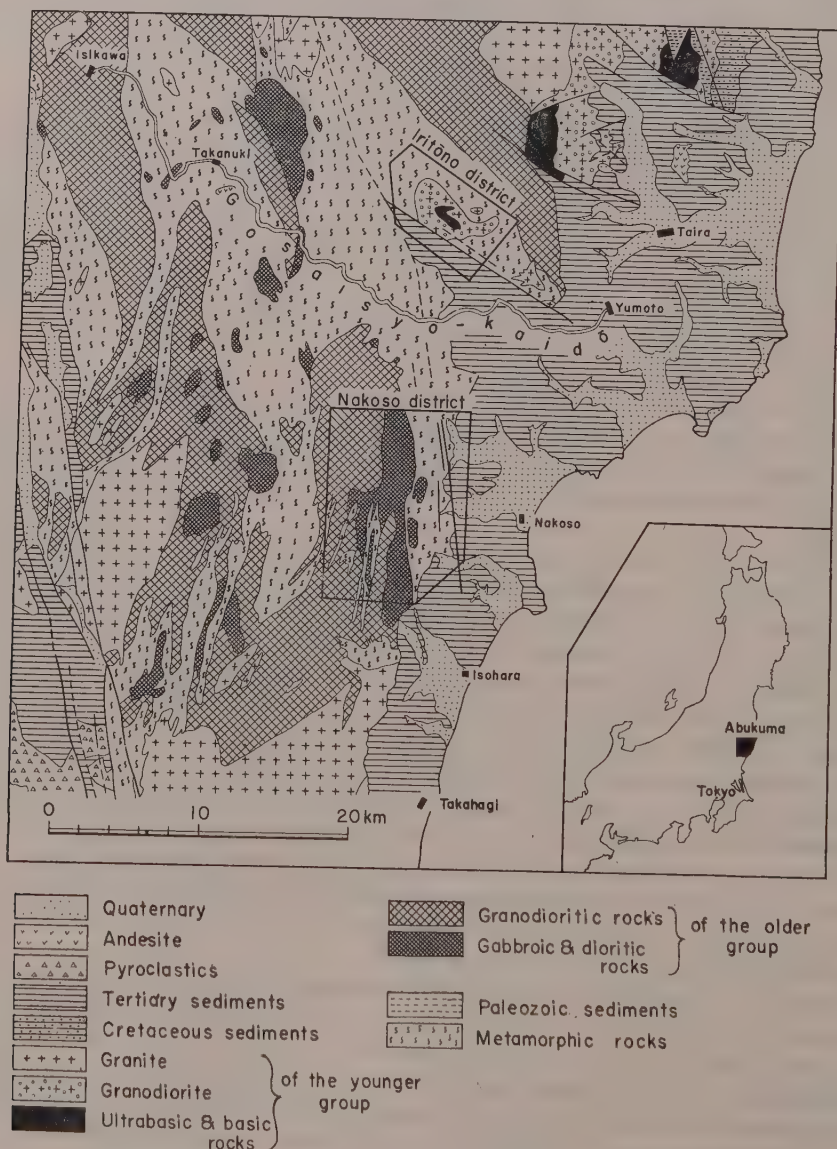 Isikawa
Takanuki
Iritōno district
Gosaisyo-kaidō
Taira
Yumoto
Nakoso district
Nakoso
Isohara
Abukuma
Tokyo
0 10 20 km
Takahagi
Quaternary
Andesite
Pyroclastics
Tertiary sediments
Cretaceous sediments
Granite
Granodiorite
Ultrabasic & basic
rocks
of the younger
group
Granodioritic rocks
Gabbroic & dioritic
rocks
of the older
group
Paleozoic sediments
Metamorphic rocks